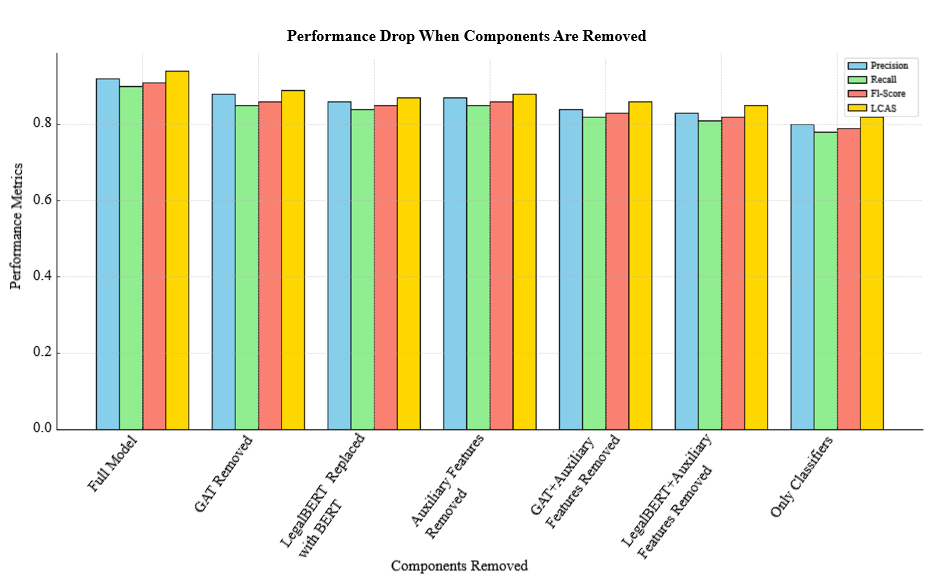 Performance Drop When Components Are Removed
Precision
Recall
Fl-Score
LCAS
Performance Metrics
0.8
0.6
0.4
0.2
0.0
Full Model
GAT Removed
LegalBERT Replaced
with BERT
Auxiliary Features
Removed
GAT+Auxiliary
Features Removed
LegalBERT+Auxiliary
Features Removed
Only Classifiers
Components Removed